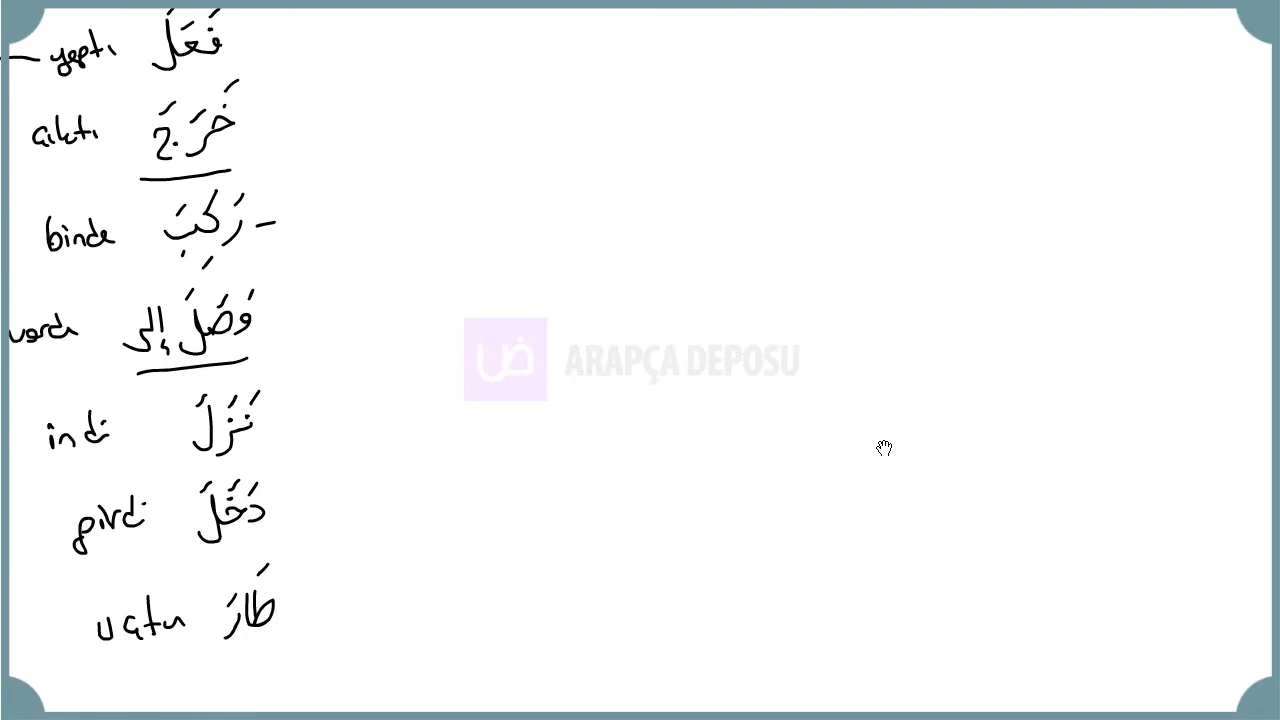 yaptı فَعَلَ
çıktı خَرَجَ
bindi رَكِبَ -
vardı وَصَلَ إلى
indi نَزَلَ
girdi دَخَلَ
uçtu طَارَ
ض ARAPÇA DEPOSU